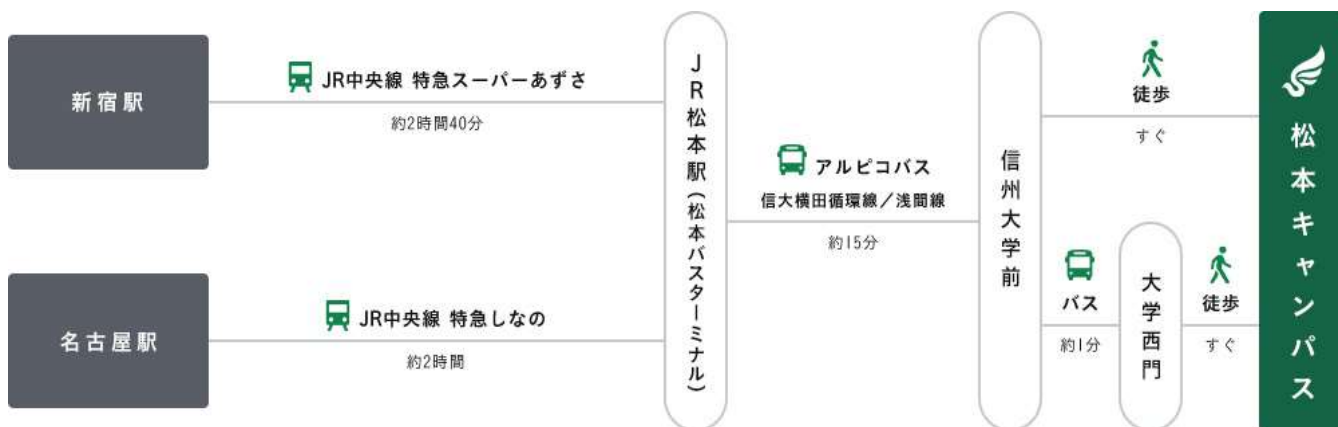 新宿駅
JR中央線 特急スーパーあずさ
約2時間40分
名古屋駅
JR中央線 特急しなの
約2時間
JR松本駅(松本バスターミナル)
アルピコバス
信大横田循環線/浅間線
約15分
信州大学前
徒歩
すぐ
バス
約1分
大学西門
徒歩
すぐ
松本キャンパス